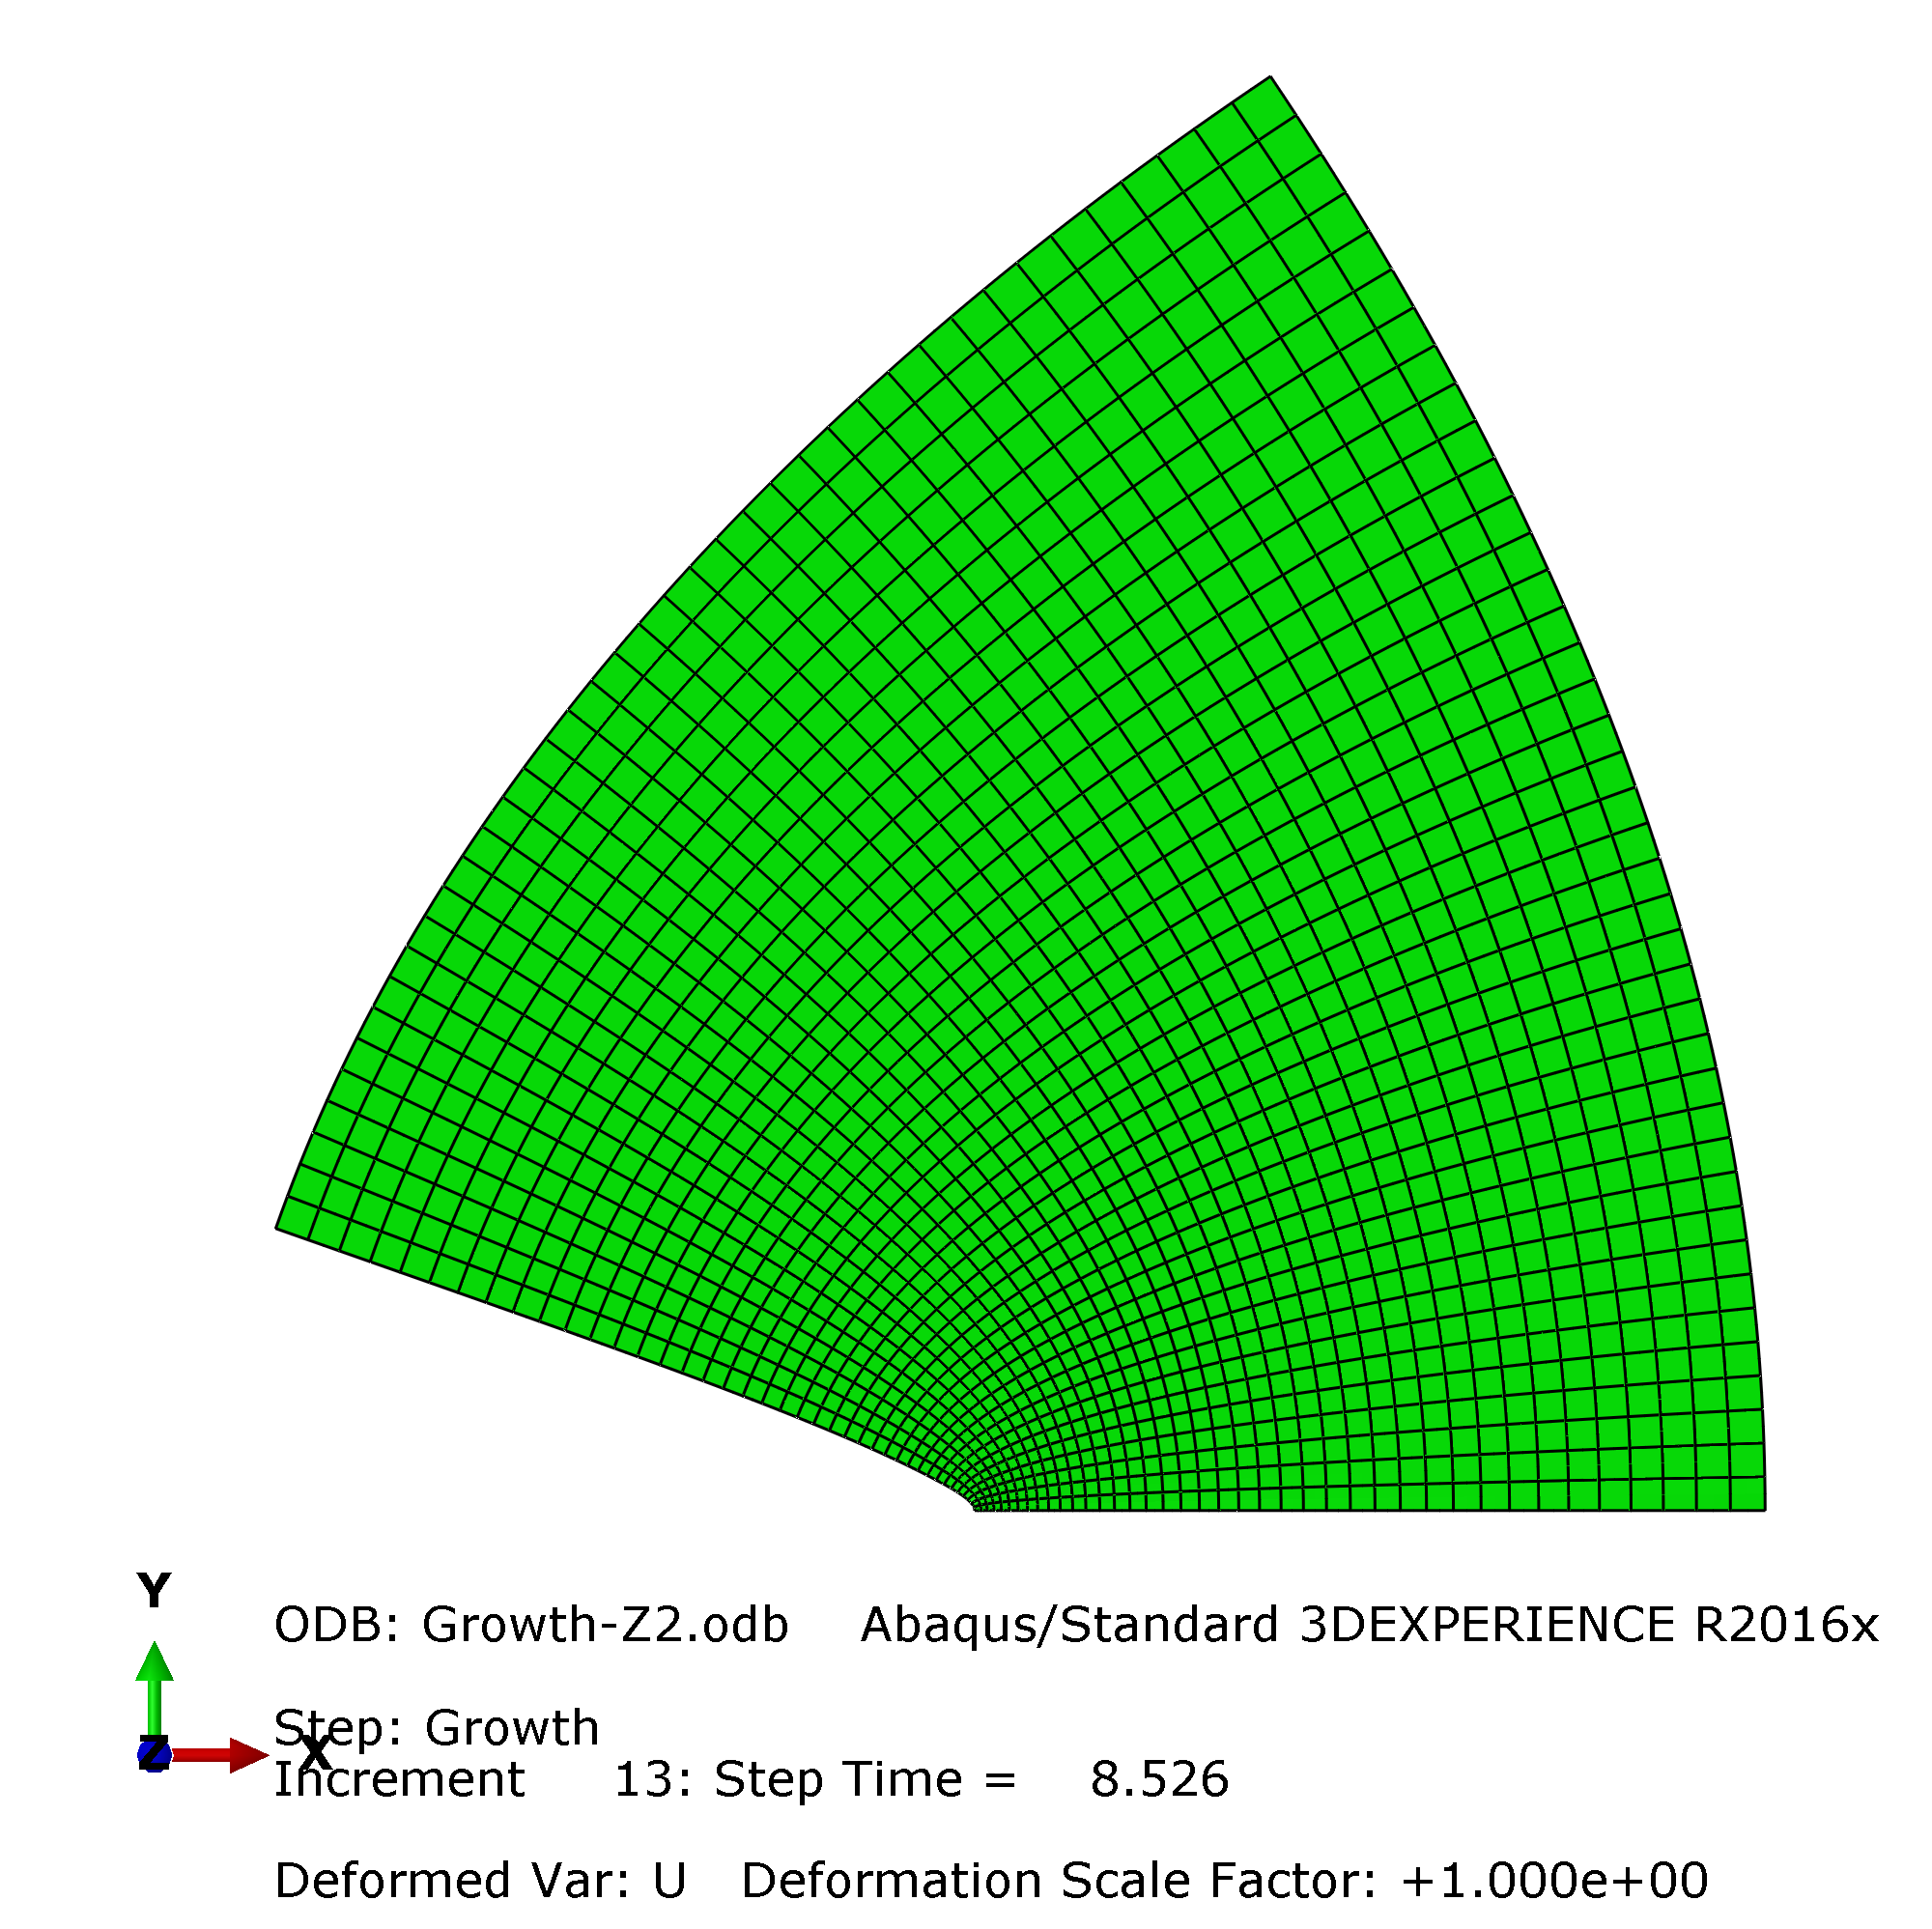 Y
ODB: Growth-Z2.odb Abaqus/Standard 3DEXPERIENCE R2016x
Step: Growth
Z X
Increment 13: Step Time = 8.526
Deformed Var: U Deformation Scale Factor: +1.000e+00